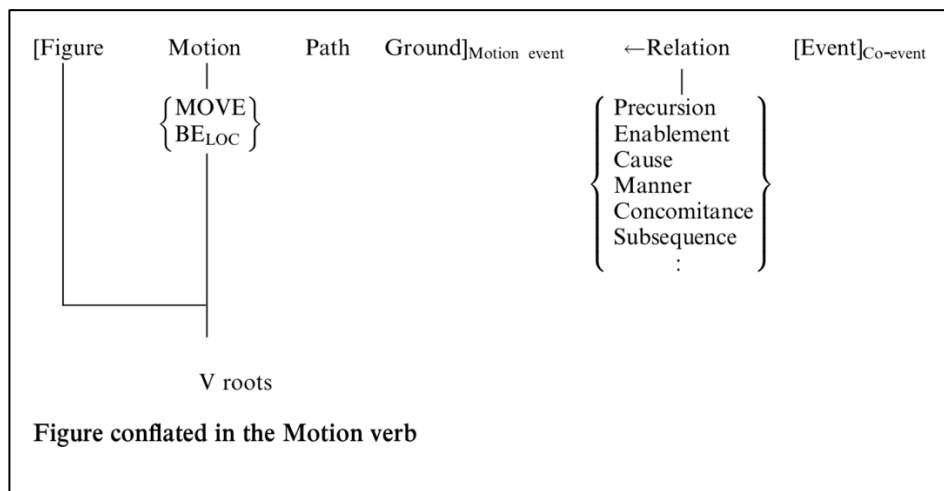 [Figure Motion Path Ground]Motion event ←Relation [Event]Co-event
MOVE
BELOC
Precursion
Enablement
Cause
Manner
Concomitance
Subsequence
⋮
V roots
Figure conflated in the Motion verb